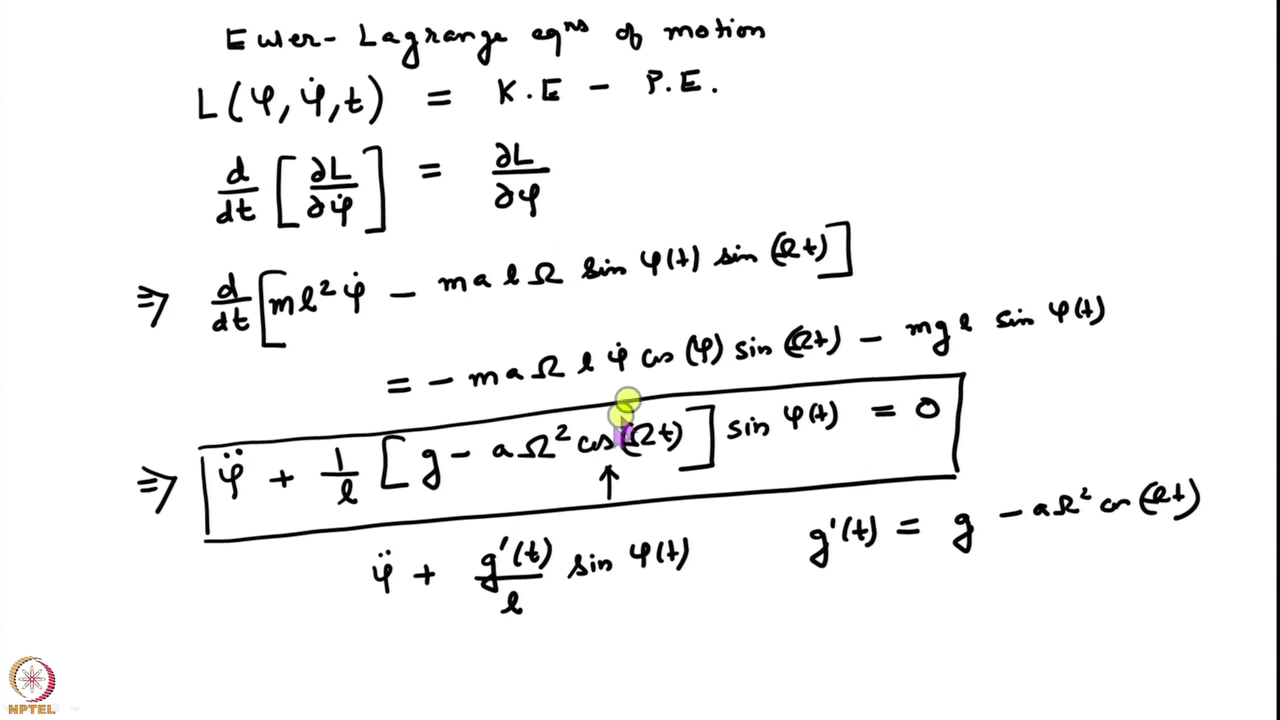 Euler-Lagrange eqns of motion
L(φ, φ̇, t) = K.E - P.E.
d/dt [∂L/∂φ̇] = ∂L/∂φ
⇒ d/dt [ml²φ̇ - malΩ sin φ(t) sin(Ωt)]
= - maΩlφ̇ cos(φ) sin(Ωt) - mgl sin φ(t)
⇒ φ̈ + 1/l [g - aΩ² cos(Ωt)] sin φ(t) = 0
↑
φ̈ + g'(t)/l sin φ(t) g'(t) = g - aΩ² cos(Ωt)
NPTEL